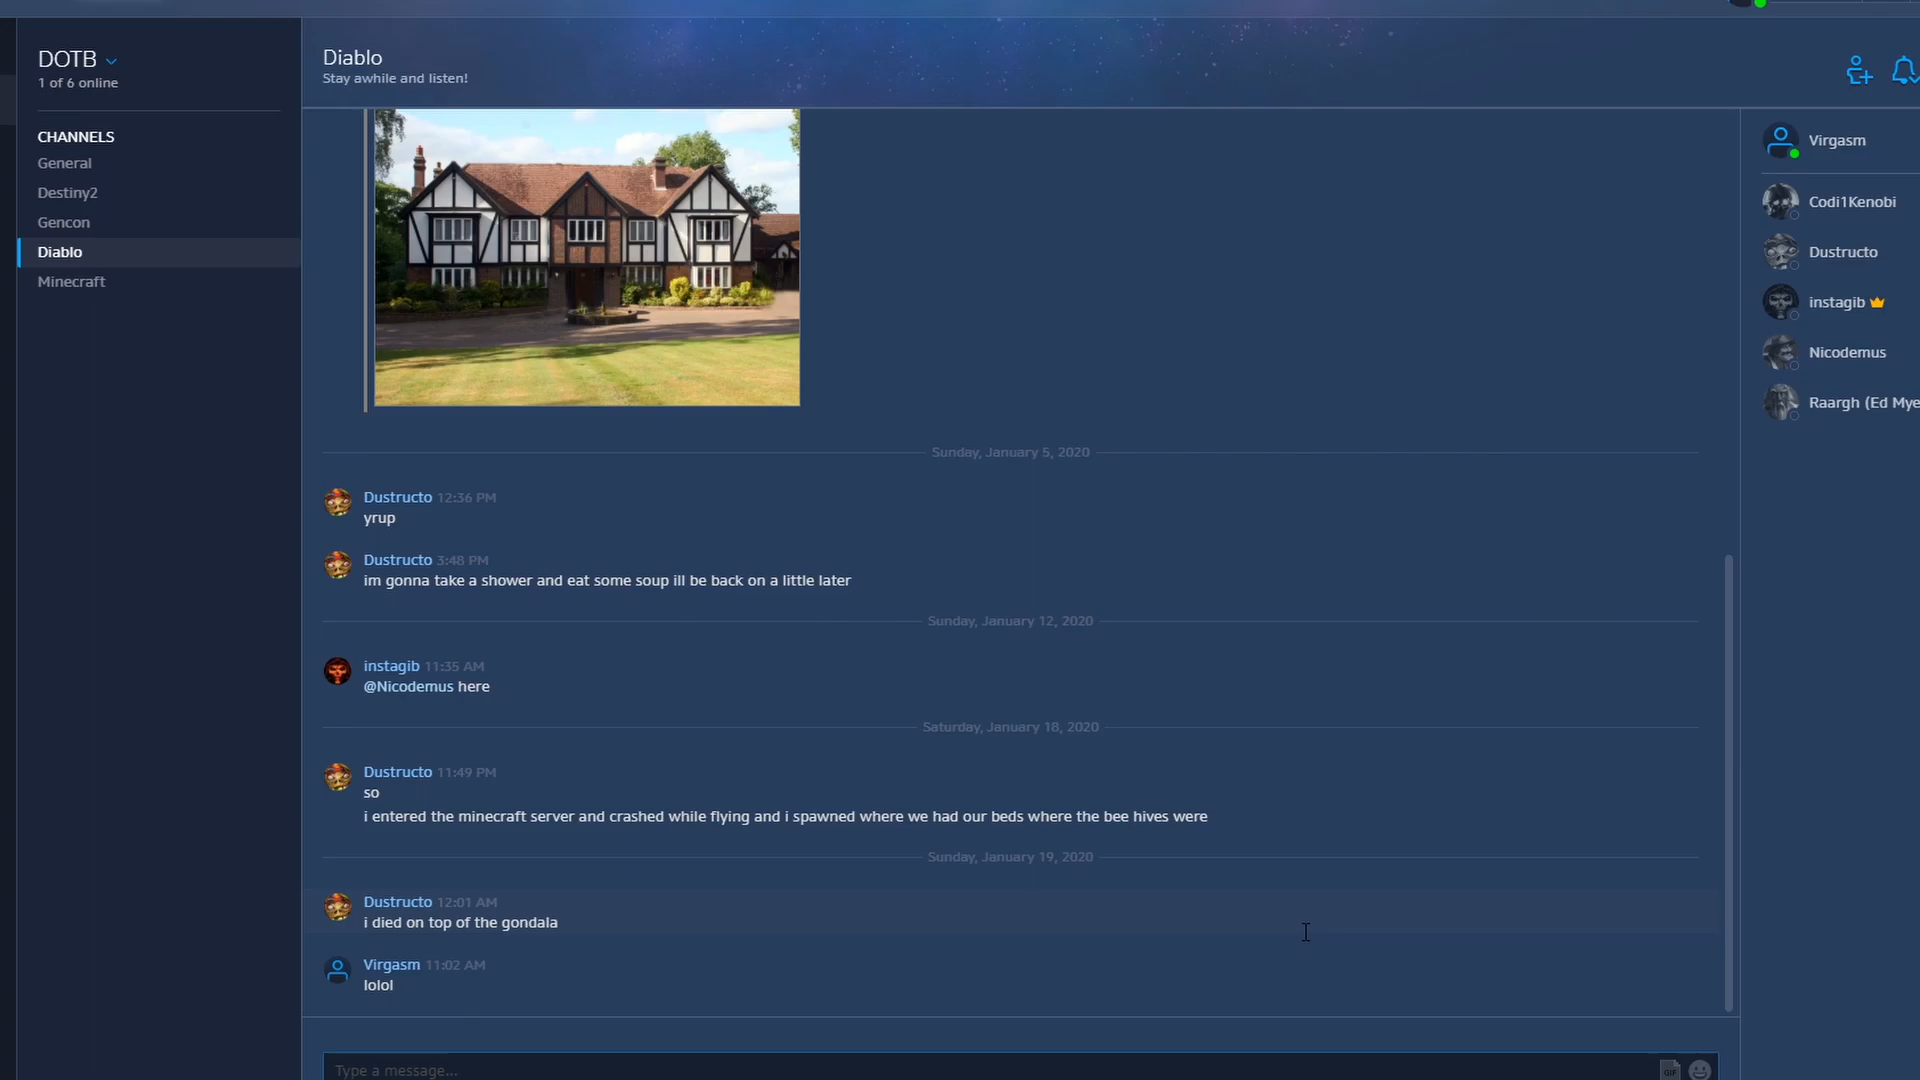 DOTB
1 of 6 online
CHANNELS
General
Destiny2
Gencon
Diablo
Minecraft
Diablo
Stay awhile and listen!
Sunday, January 5, 2020
Dustructo 12:36 PM
yrup
Dustructo 3:48 PM
im gonna take a shower and eat some soup ill be back on a little later
Sunday, January 12, 2020
instagib 11:35 AM
@Nicodemus here
Saturday, January 18, 2020
Dustructo 11:49 PM
so
i entered the minecraft server and crashed while flying and i spawned where we had our beds where the bee hives were
Sunday, January 19, 2020
Dustructo 12:01 AM
i died on top of the gondala
Virgasm 11:02 AM
lolol
Type a message...
GIF
Virgasm
Codi1Kenobi
Dustructo
instagib
Nicodemus
Raargh (Ed Mye